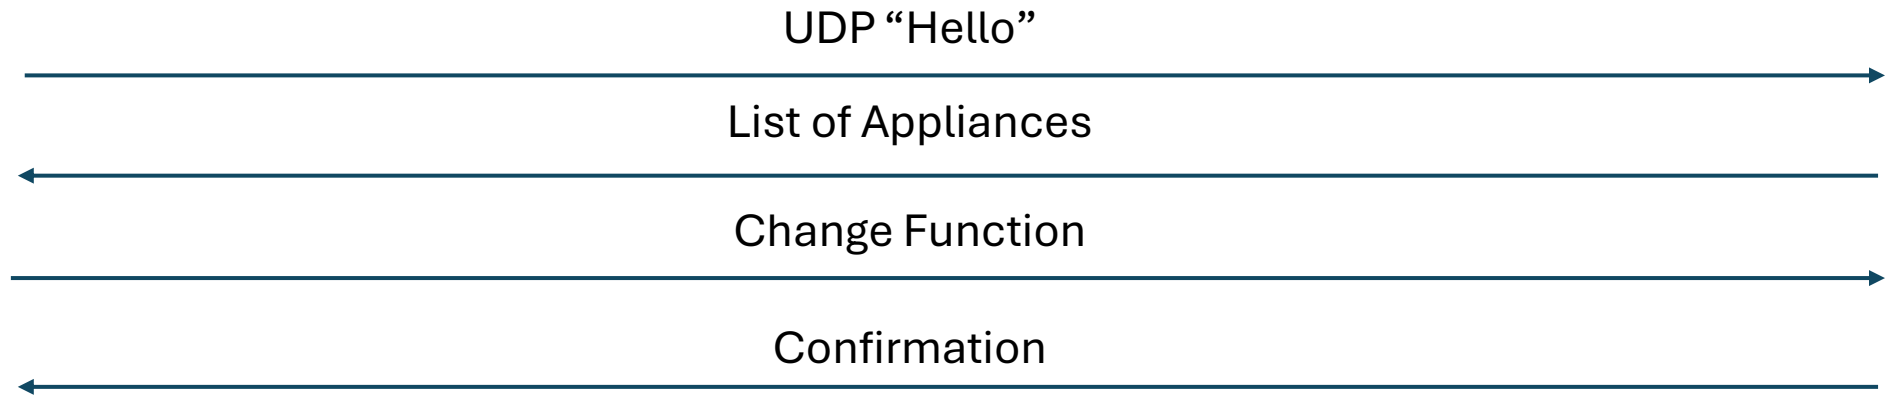 UDP “Hello”
List of Appliances
Change Function
Confirmation